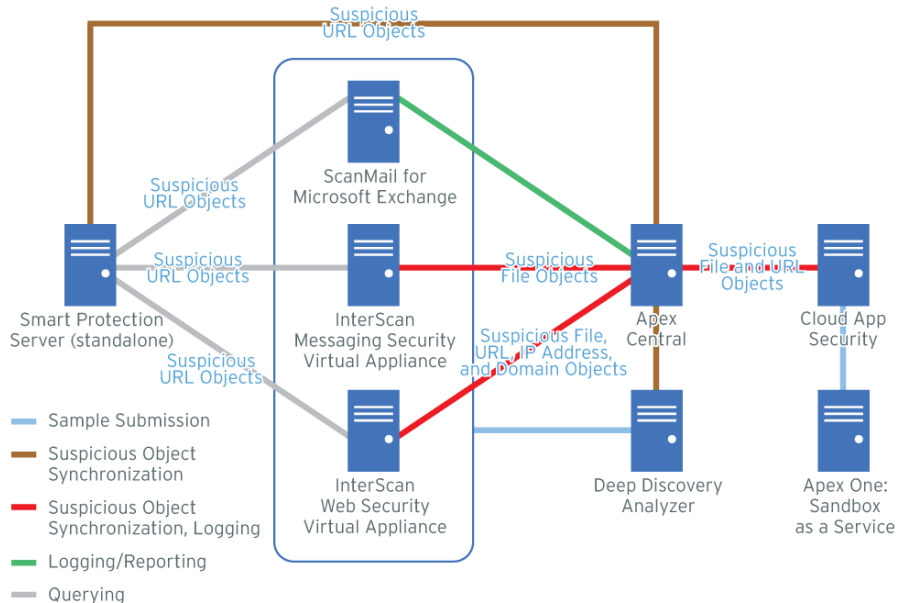 Suspicious
URL Objects
ScanMail for
Microsoft Exchange
Suspicious
URL Objects
Suspicious
URL Objects
Suspicious
File Objects
Suspicious
File and URL
Objects
Smart Protection
Server (standalone)
InterScan
Messaging Security
Virtual Appliance
Apex
Central
Cloud App
Security
Suspicious
URL Objects
Suspicious File,
URL, IP Address,
and Domain Objects
InterScan
Web Security
Virtual Appliance
Deep Discovery
Analyzer
Apex One:
Sandbox
as a Service
Sample Submission
Suspicious Object
Synchronization
Suspicious Object
Synchronization, Logging
Logging/Reporting
Querying